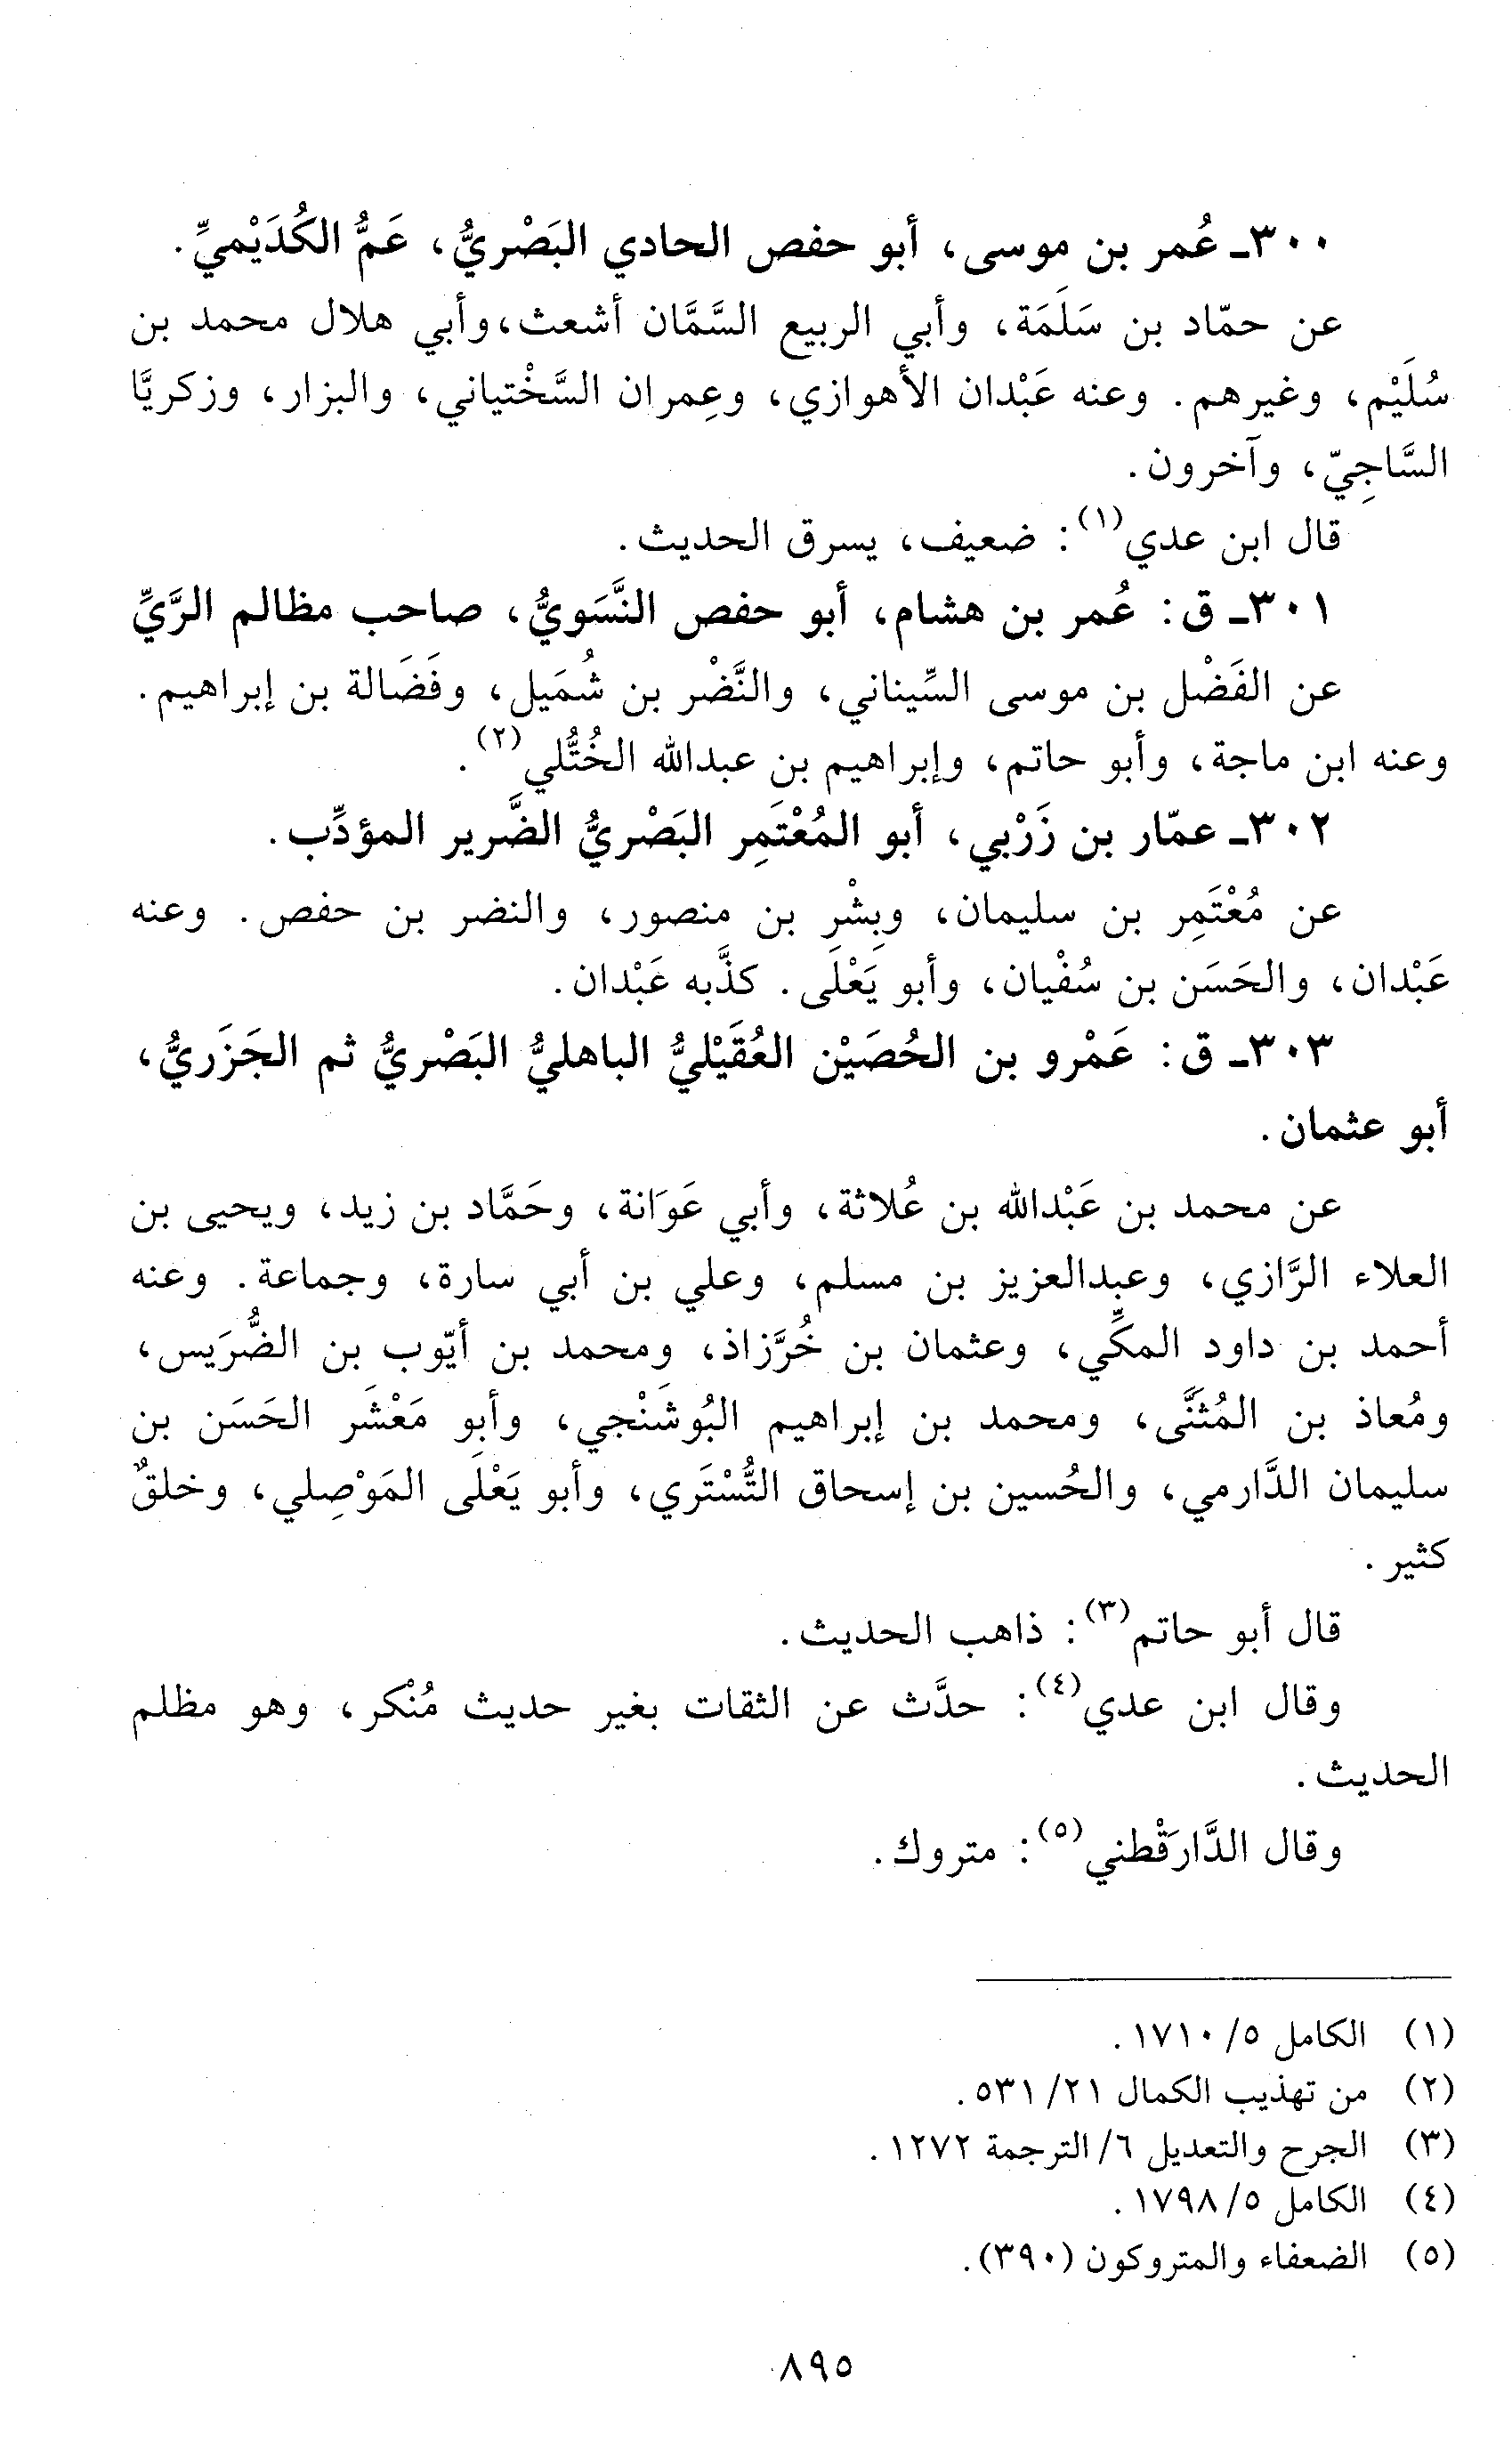 ٣٠٠ـ عُمر بن موسى، أبو حفص الحادي البَصْريُّ، عَمُّ الكُدَيْميِّ.
عن حمّاد بن سَلَمَة، وأبي الربيع السَّمَّان أشعث،وأبي هلال محمد بن
سُلَيْم، وغيرهم. وعنه عَبْدان الأهوازي، وعِمران السَّخْتياني، والبزار، وزكريَّا
السَّاجِيّ، وآخرون.
قال ابن عدي(١): ضعيف، يسرق الحديث.
٣٠١ـ ق: عُمر بن هشام، أبو حفص النَّسَويُّ، صاحب مظالم الرَّيِّ
عن الفَضْل بن موسى السِّيناني، والنَّضْر بن شُمَيل، وفَضَالة بن إبراهيم.
وعنه ابن ماجة، وأبو حاتم، وإبراهيم بن عبدالله الخُتُّلي(٢).
٣٠٢ـ عمّار بن زَرْبي، أبو المُعْتَمِر البَصْريُّ الضَّرير المؤدِّب.
عن مُعْتَمِر بن سليمان، وبِشْر بن منصور، والنضر بن حفص. وعنه
عَبْدان، والحَسَن بن سُفْيان، وأبو يَعْلَى. كذَّبه عَبْدان.
٣٠٣ـ ق: عَمْرو بن الحُصَيْن العُقَيْليُّ الباهليُّ البَصْريُّ ثم الجَزَريُّ،
أبو عثمان.
عن محمد بن عَبْدالله بن عُلاثة، وأبي عَوَانة، وحَمَّاد بن زيد، ويحيى بن
العلاء الرَّازي، وعبدالعزيز بن مسلم، وعلي بن أبي سارة، وجماعة. وعنه
أحمد بن داود المكِّي، وعثمان بن خُرَّزاذ، ومحمد بن أيّوب بن الضُّرَيس،
ومُعاذ بن المُثنَّى، ومحمد بن إبراهيم البُوشَنْجي، وأبو مَعْشَر الحَسَن بن
سليمان الدَّارمي، والحُسين بن إسحاق التُّسْتَري، وأبو يَعْلَى المَوْصِلي، وخلقٌ
كثير.
قال أبو حاتم(٣): ذاهب الحديث.
وقال ابن عدي(٤): حدَّث عن الثقات بغير حديث مُنْكر، وهو مظلم
الحديث.
وقال الدَّارَقُطني(٥): متروك.
(١) الكامل ٥/ ١٧١٠.
(٢) من تهذيب الكمال ٢١/ ٥٣١.
(٣) الجرح والتعديل ٦/ الترجمة ١٢٧٢.
(٤) الكامل ٥/ ١٧٩٨.
(٥) الضعفاء والمتروكون (٣٩٠).
٨٩٥